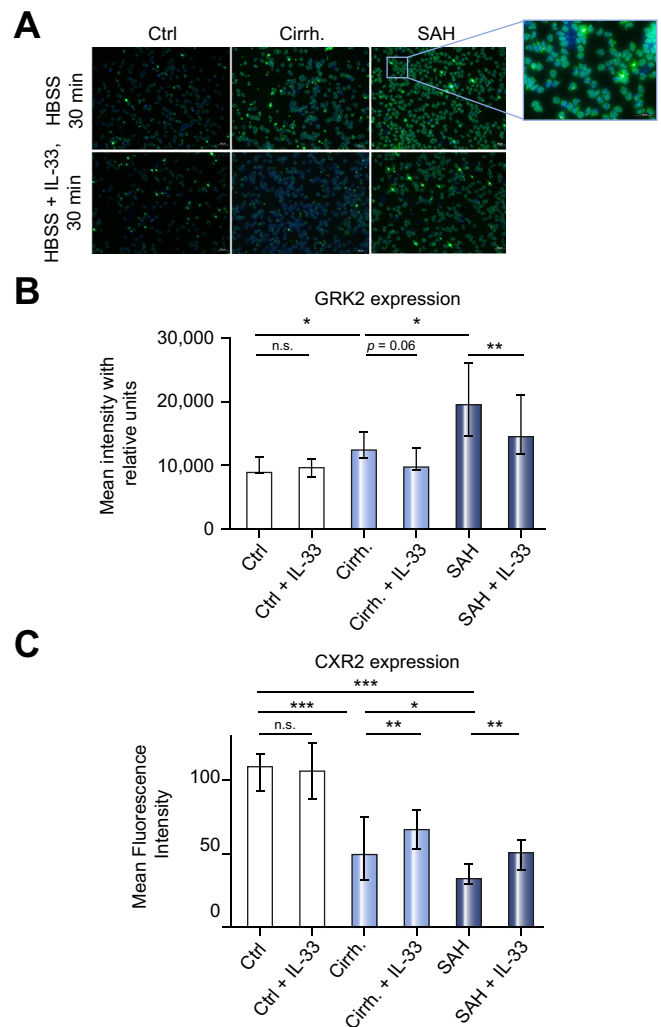 A
Ctrl
Cirrh.
SAH
HBSS
30 min
HBSS + IL-33,
30 min
B
GRK2 expression
*
*
n.s.
p = 0.06
**
30,000
20,000
10,000
0
Mean intensity with
relative units
Ctrl
Ctrl + IL-33
Cirrh.
Cirrh. + IL-33
SAH
SAH + IL-33
C
CXR2 expression
***
***
*
n.s.
**
**
100
50
0
Mean Fluorescence
Intensity
Ctrl
Ctrl + IL-33
Cirrh.
Cirrh. + IL-33
SAH
SAH + IL-33